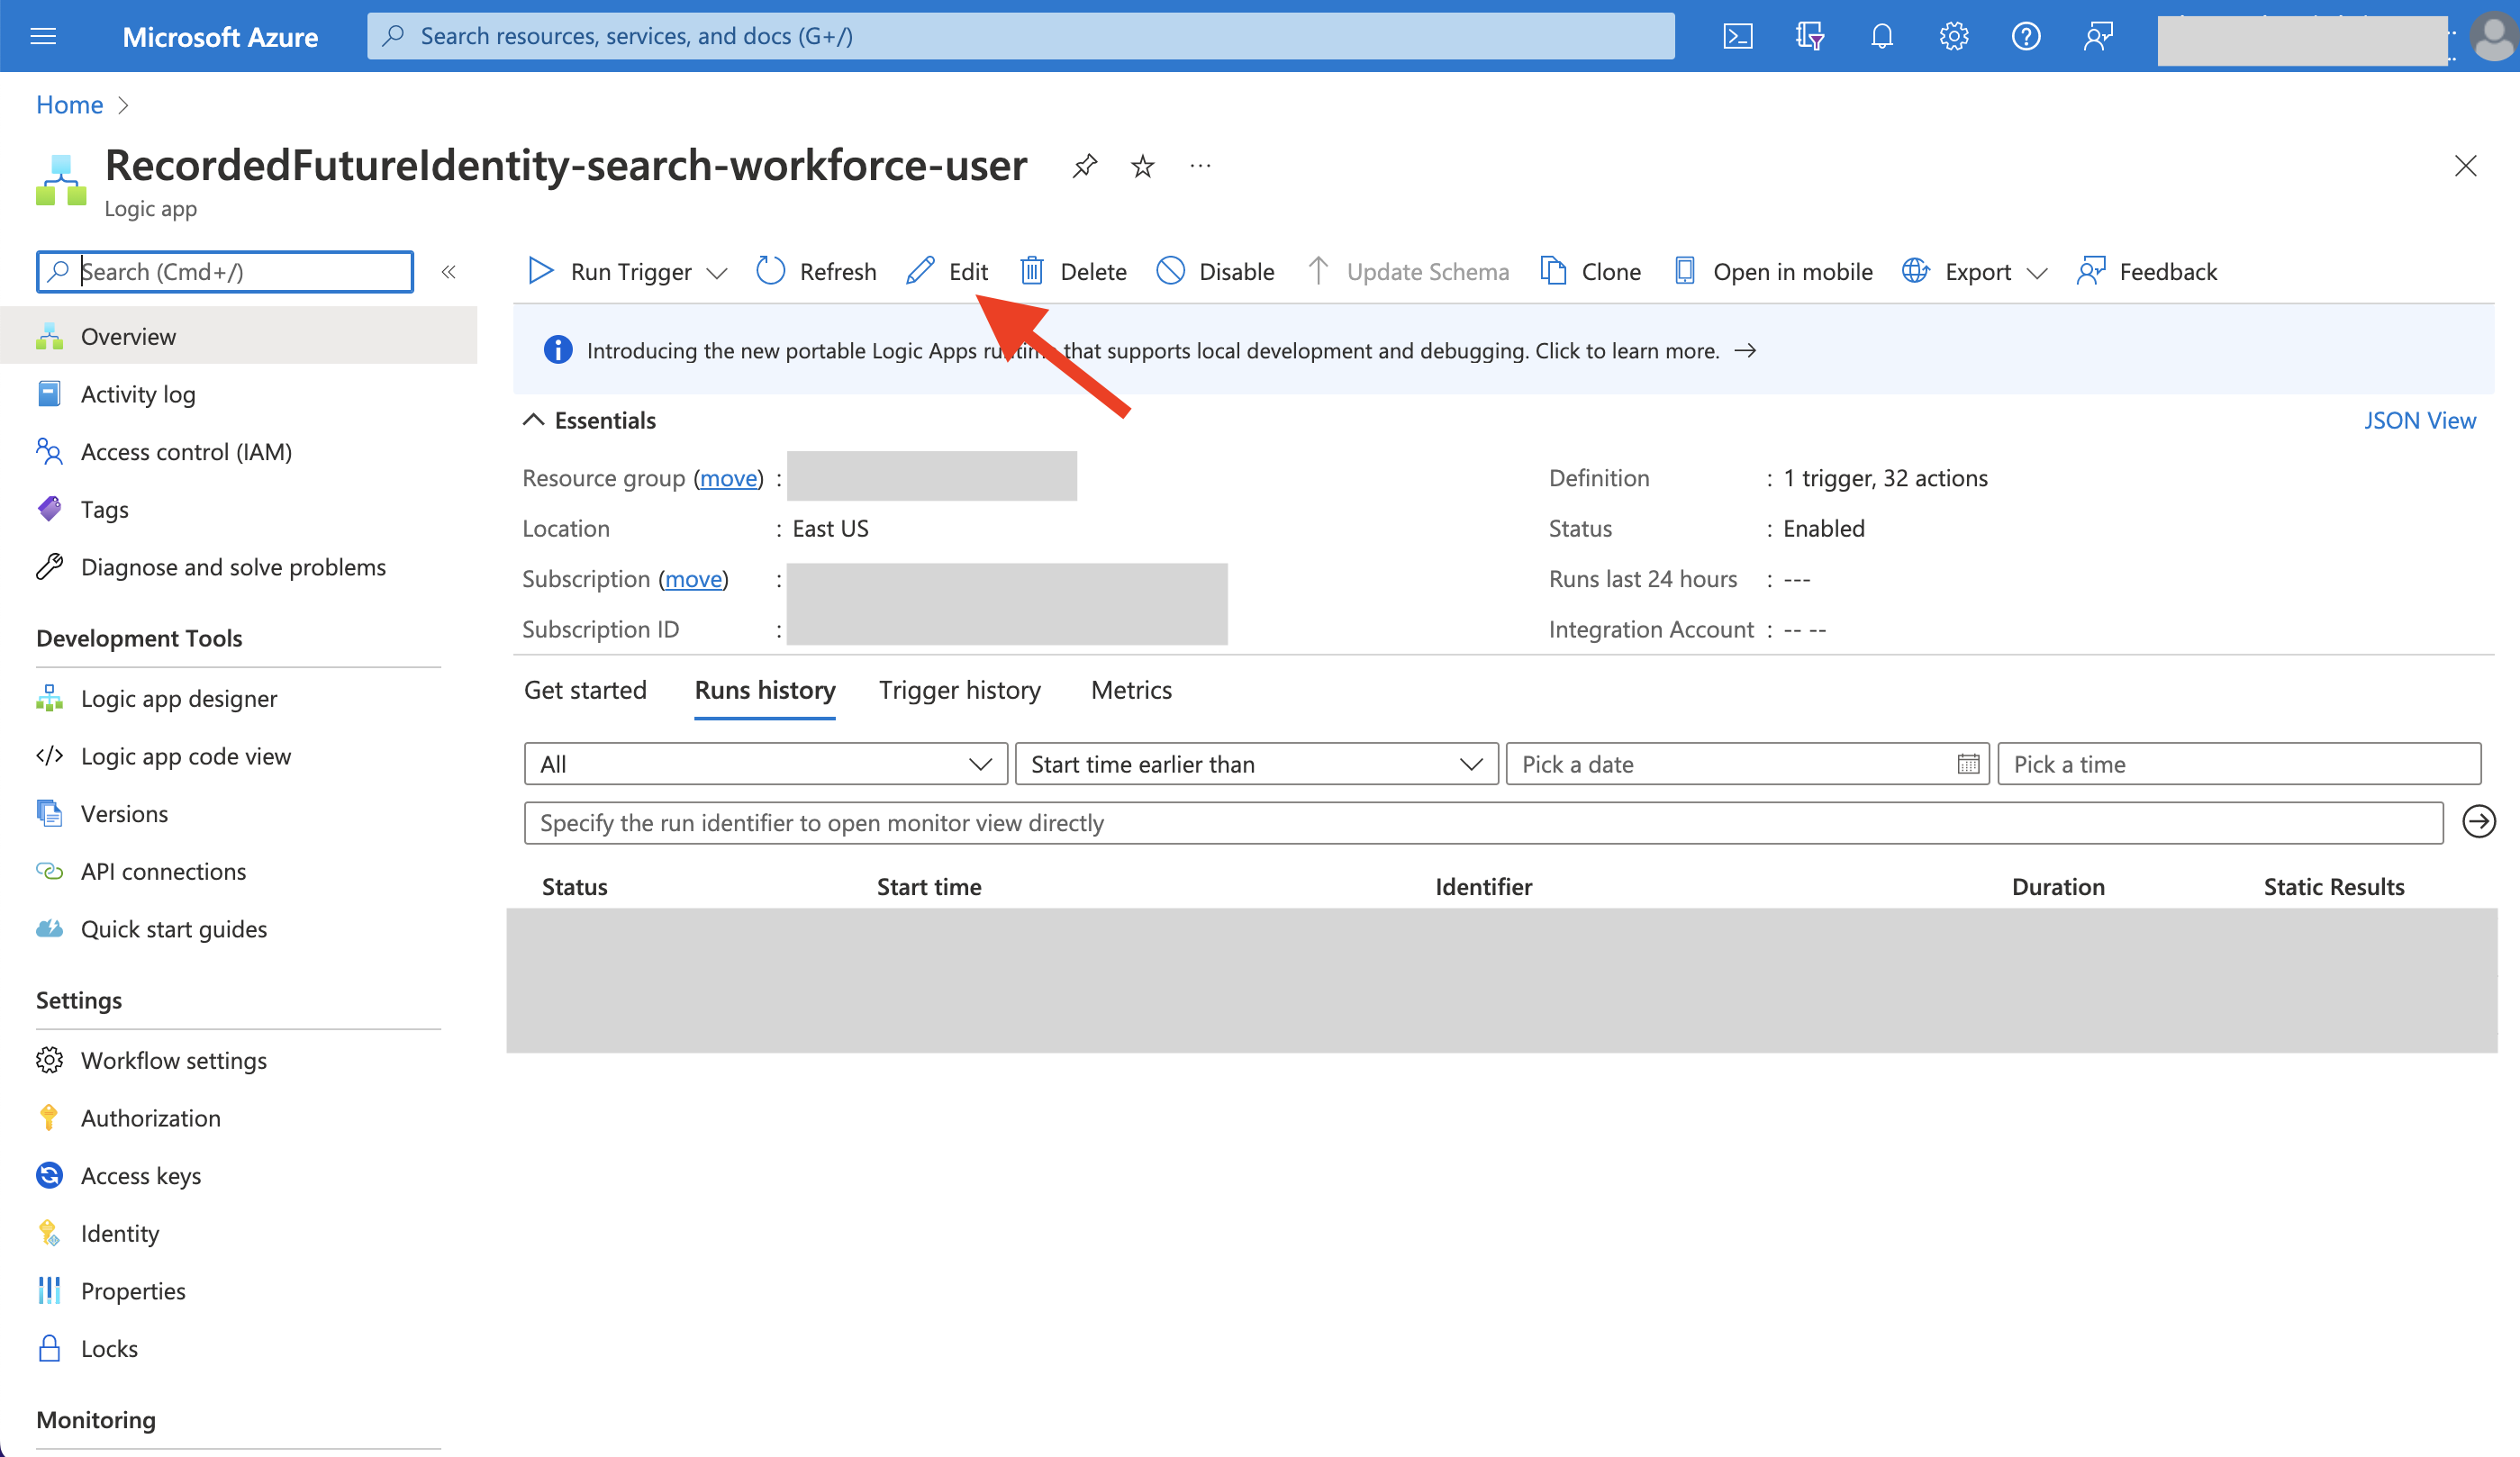 Microsoft Azure
Search resources, services, and docs (G+/)
Home
RecordedFutureIdentity-search-workforce-user
Logic app
Search (Cmd+/)
Run Trigger Refresh Edit Delete Disable Update Schema Clone Open in mobile Export Feedback
Overview
Activity log
Access control (IAM)
Tags
Diagnose and solve problems
Development Tools
Logic app designer
Logic app code view
Versions
API connections
Quick start guides
Settings
Workflow settings
Authorization
Access keys
Identity
Properties
Locks
Monitoring
Introducing the new portable Logic Apps runtime that supports local development and debugging. Click to learn more.
Essentials
JSON View
Resource group (move) :
Location : East US
Subscription (move) :
Subscription ID :
Definition : 1 trigger, 32 actions
Status : Enabled
Runs last 24 hours : ---
Integration Account : -- --
Get started Runs history Trigger history Metrics
All Start time earlier than Pick a date Pick a time
Specify the run identifier to open monitor view directly
Status Start time Identifier Duration Static Results